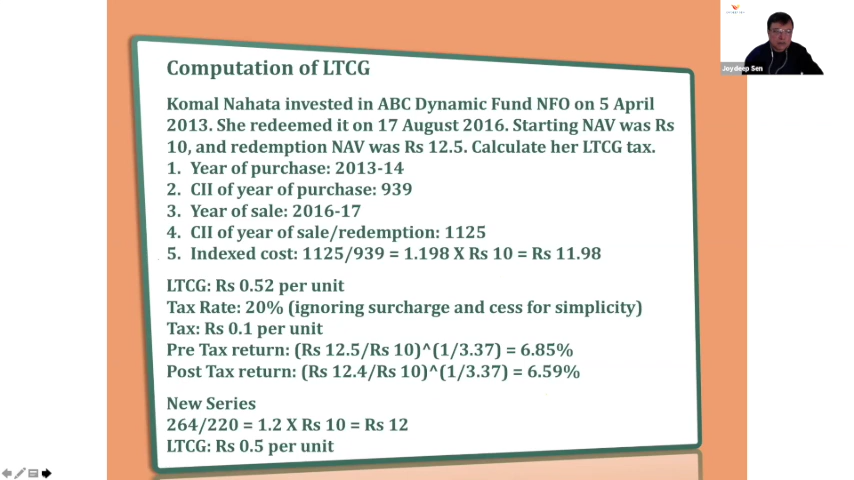 Computation of LTCG
Komal Nahata invested in ABC Dynamic Fund NFO on 5 April
2013. She redeemed it on 17 August 2016. Starting NAV was Rs
10, and redemption NAV was Rs 12.5. Calculate her LTCG tax.
1. Year of purchase: 2013-14
2. CII of year of purchase: 939
3. Year of sale: 2016-17
4. CII of year of sale/redemption: 1125
5. Indexed cost: 1125/939 = 1.198 X Rs 10 = Rs 11.98
LTCG: Rs 0.52 per unit
Tax Rate: 20% (ignoring surcharge and cess for simplicity)
Tax: Rs 0.1 per unit
Pre Tax return: (Rs 12.5/Rs 10)^(1/3.37) = 6.85%
Post Tax return: (Rs 12.4/Rs 10)^(1/3.37) = 6.59%
New Series
264/220 = 1.2 X Rs 10 = Rs 12
LTCG: Rs 0.5 per unit
Joydeep Sen